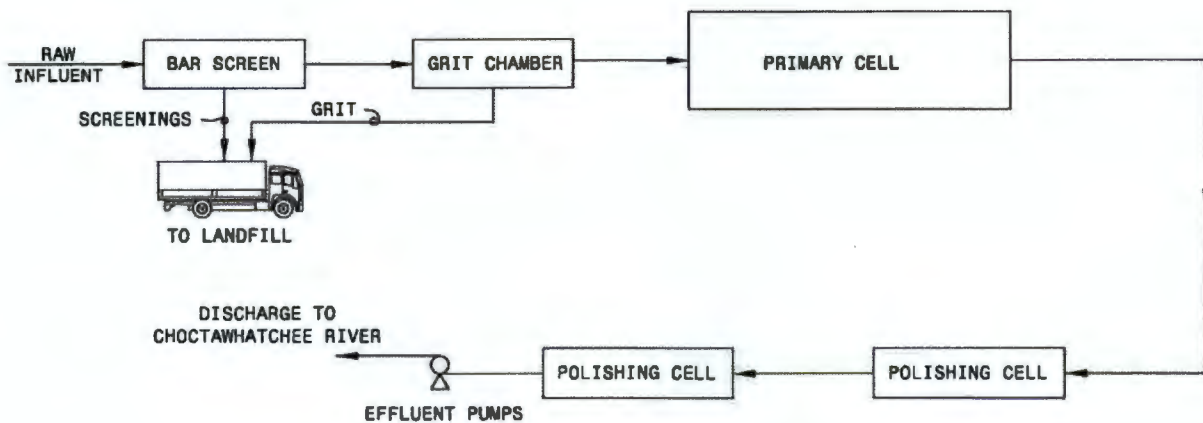 RAW
INFLUENT
BAR SCREEN
GRIT CHAMBER
PRIMARY CELL
SCREENINGS
GRIT
TO LANDFILL
DISCHARGE TO
CHOCTAWHATCHEE RIVER
POLISHING CELL
POLISHING CELL
EFFLUENT PUMPS